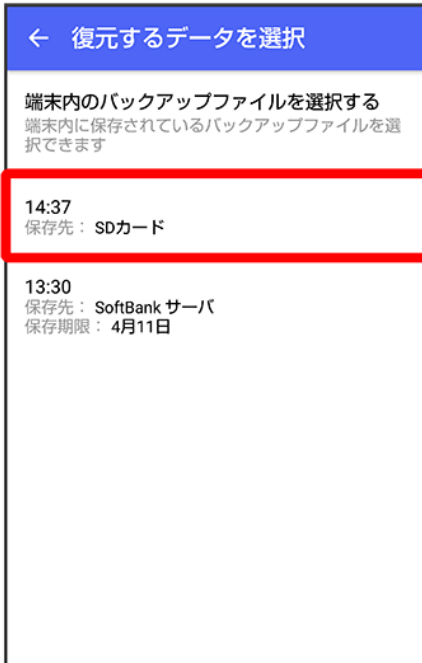 ← 復元するデータを選択
端末内のバックアップファイルを選択する
端末内に保存されているバックアップファイルを選
択できます
14:37
保存先： SDカード
13:30
保存先： SoftBank サーバ
保存期限： 4月11日